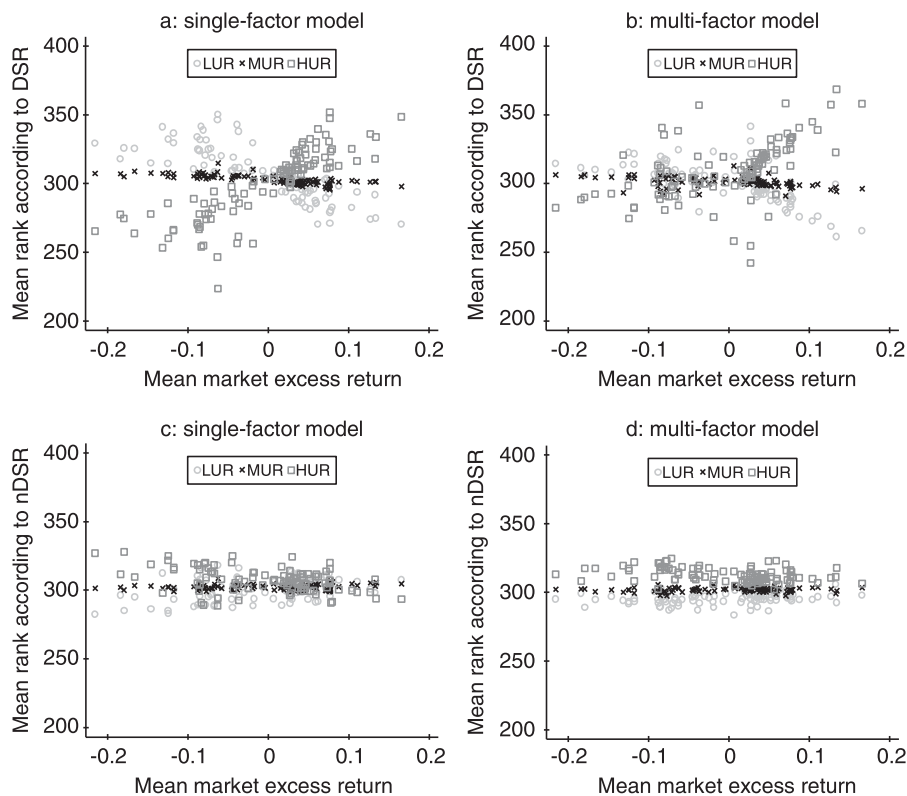 a: single-factor model
Mean rank according to DSR
400
350
300
250
200
LUR MUR HUR
-0.2 -0.1 0 0.1 0.2
Mean market excess return
b: multi-factor model
Mean rank according to DSR
400
350
300
250
200
LUR MUR HUR
-0.2 -0.1 0 0.1 0.2
Mean market excess return
c: single-factor model
Mean rank according to nDSR
400
350
300
250
200
LUR MUR HUR
-0.2 -0.1 0 0.1 0.2
Mean market excess return
d: multi-factor model
Mean rank according to nDSR
400
350
300
250
200
LUR MUR HUR
-0.2 -0.1 0 0.1 0.2
Mean market excess return